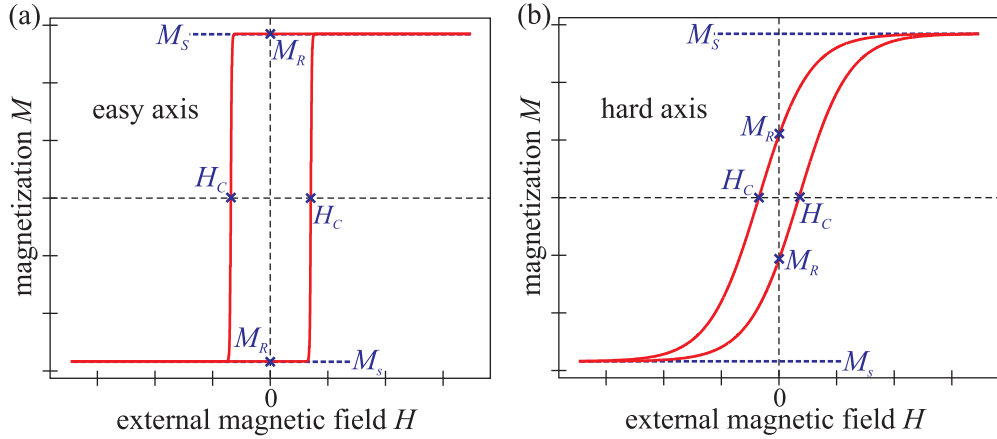 (a)
M_S
M_R
easy axis
H_C
H_C
M_R
M_s
magnetization M
0
external magnetic field H
(b)
M_S
hard axis
M_R
H_C
H_C
M_R
M_s
magnetization M
0
external magnetic field H